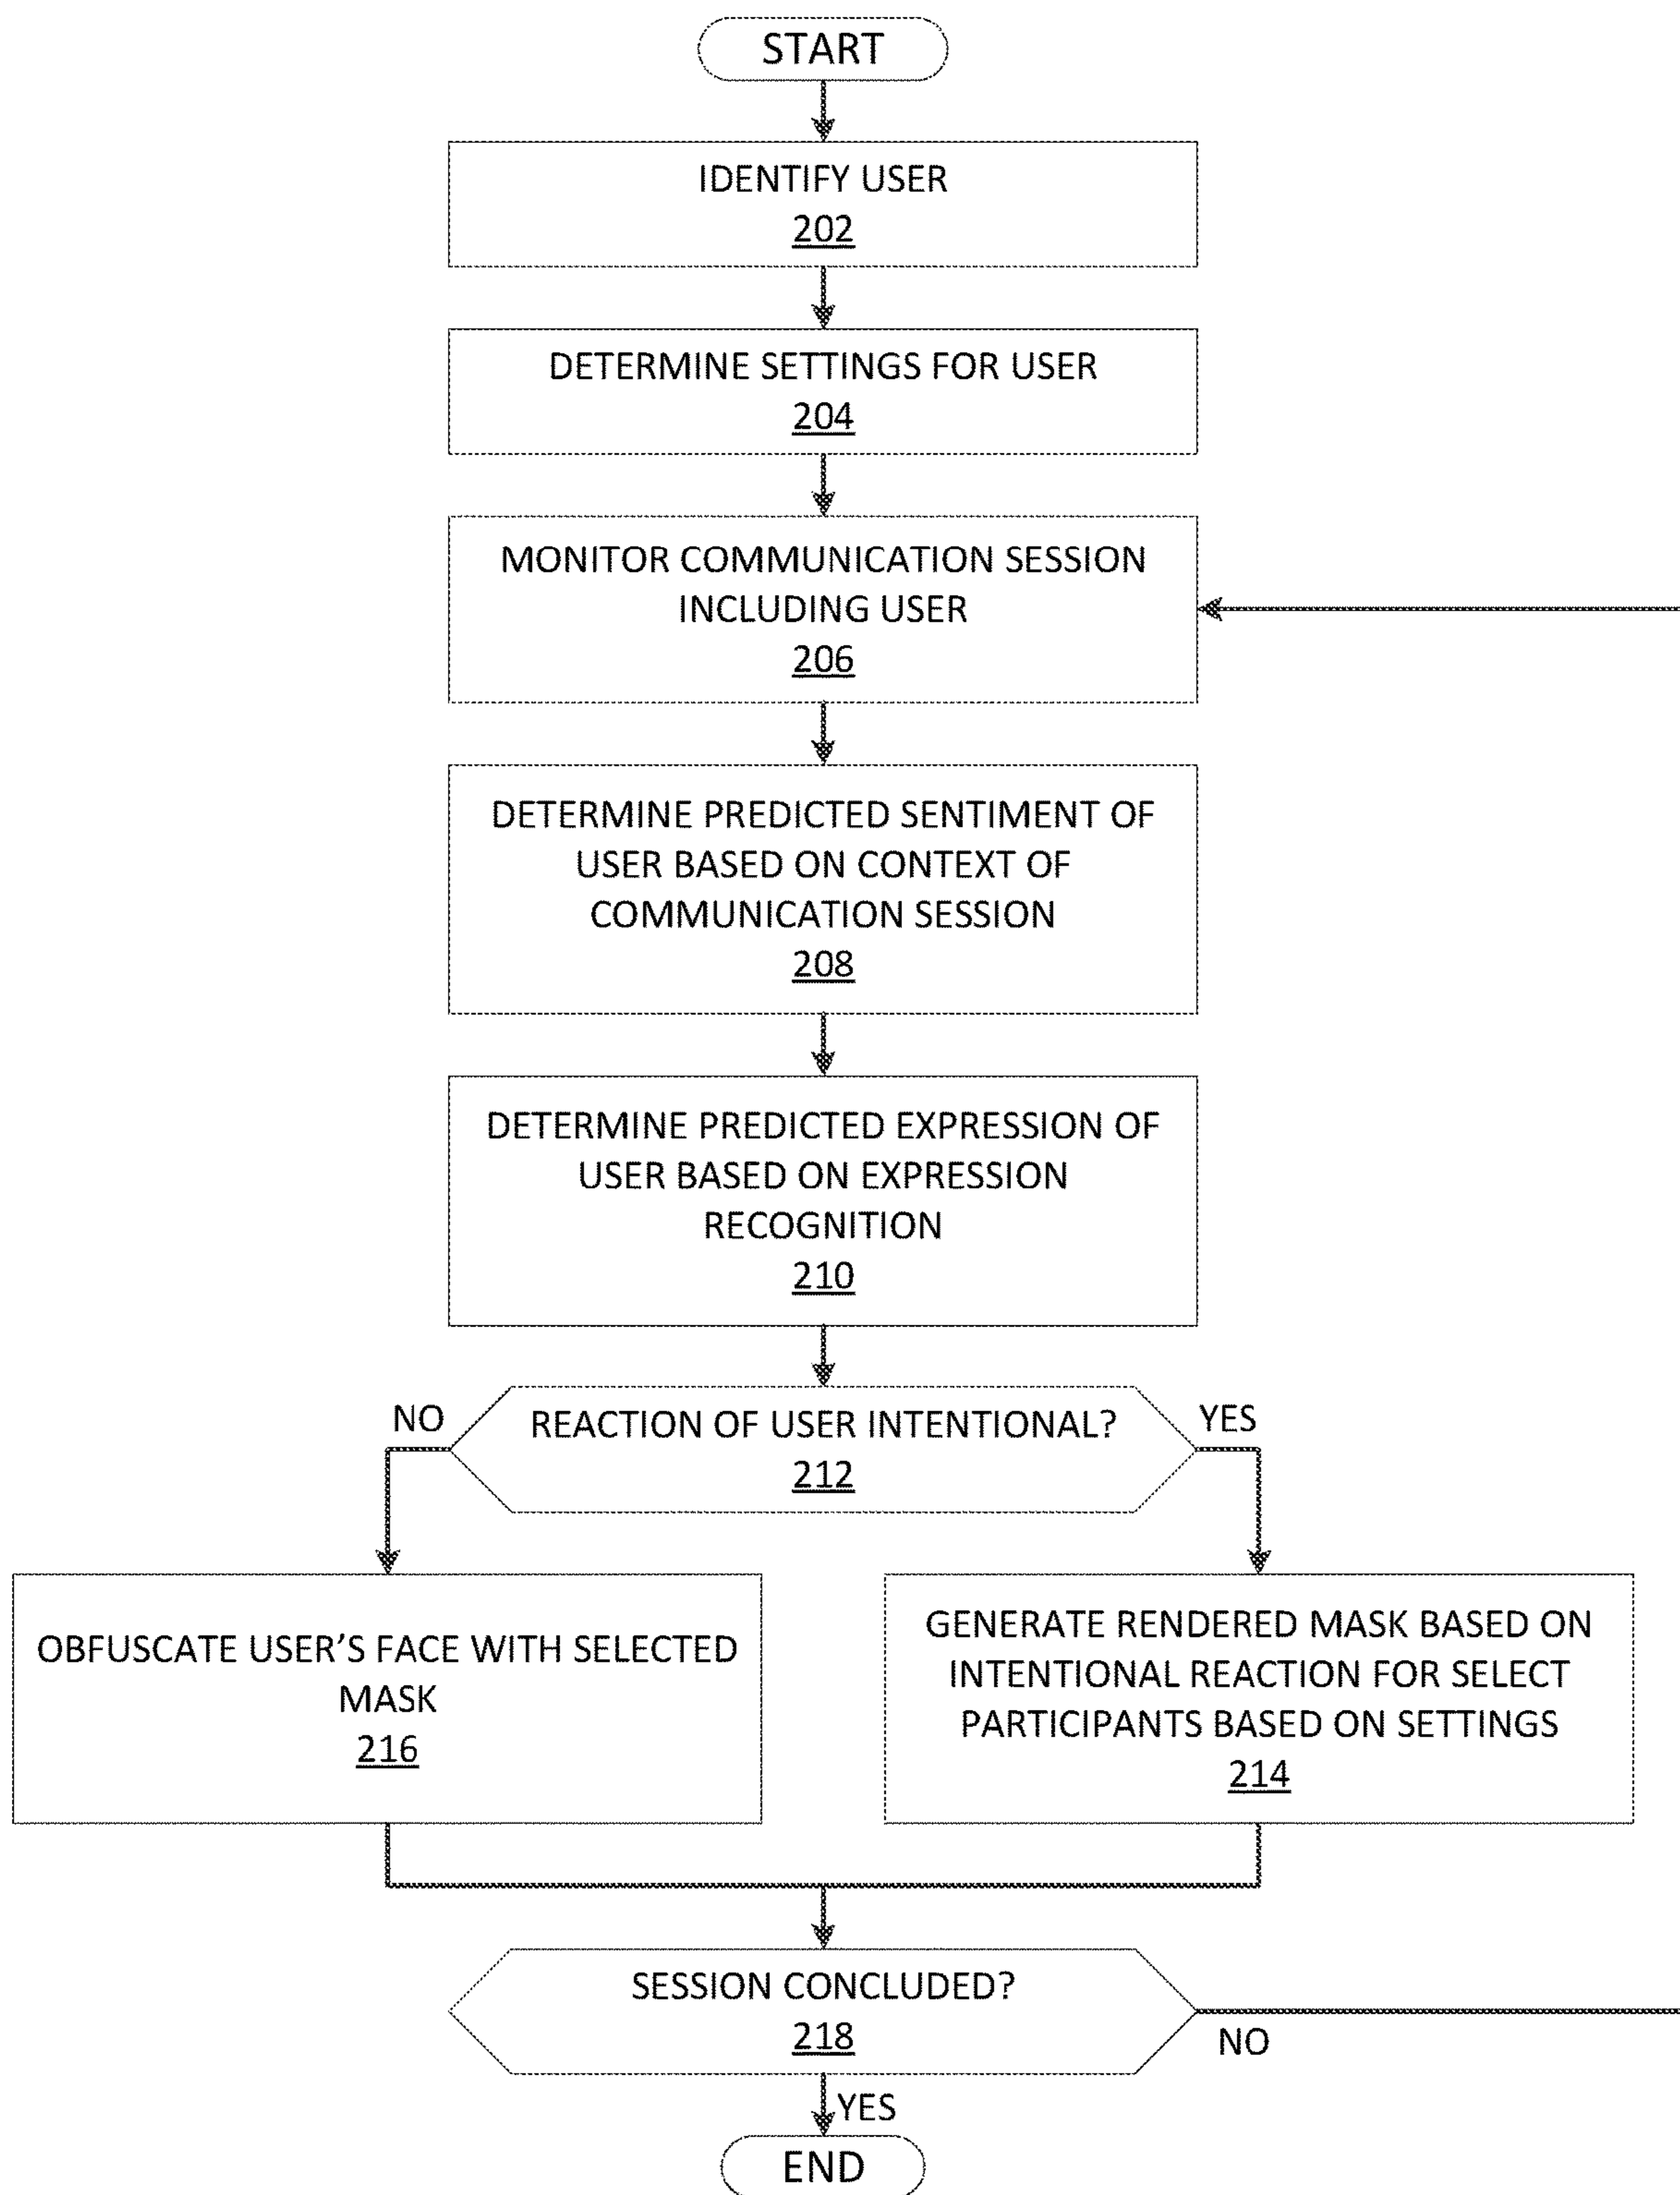 START
IDENTIFY USER
202
DETERMINE SETTINGS FOR USER
204
MONITOR COMMUNICATION SESSION
INCLUDING USER
206
DETERMINE PREDICTED SENTIMENT OF
USER BASED ON CONTEXT OF
COMMUNICATION SESSION
208
DETERMINE PREDICTED EXPRESSION OF
USER BASED ON EXPRESSION
RECOGNITION
210
NO
REACTION OF USER INTENTIONAL?
212
YES
OBFUSCATE USER'S FACE WITH SELECTED
MASK
216
GENERATE RENDERED MASK BASED ON
INTENTIONAL REACTION FOR SELECT
PARTICIPANTS BASED ON SETTINGS
214
SESSION CONCLUDED?
218
NO
YES
END